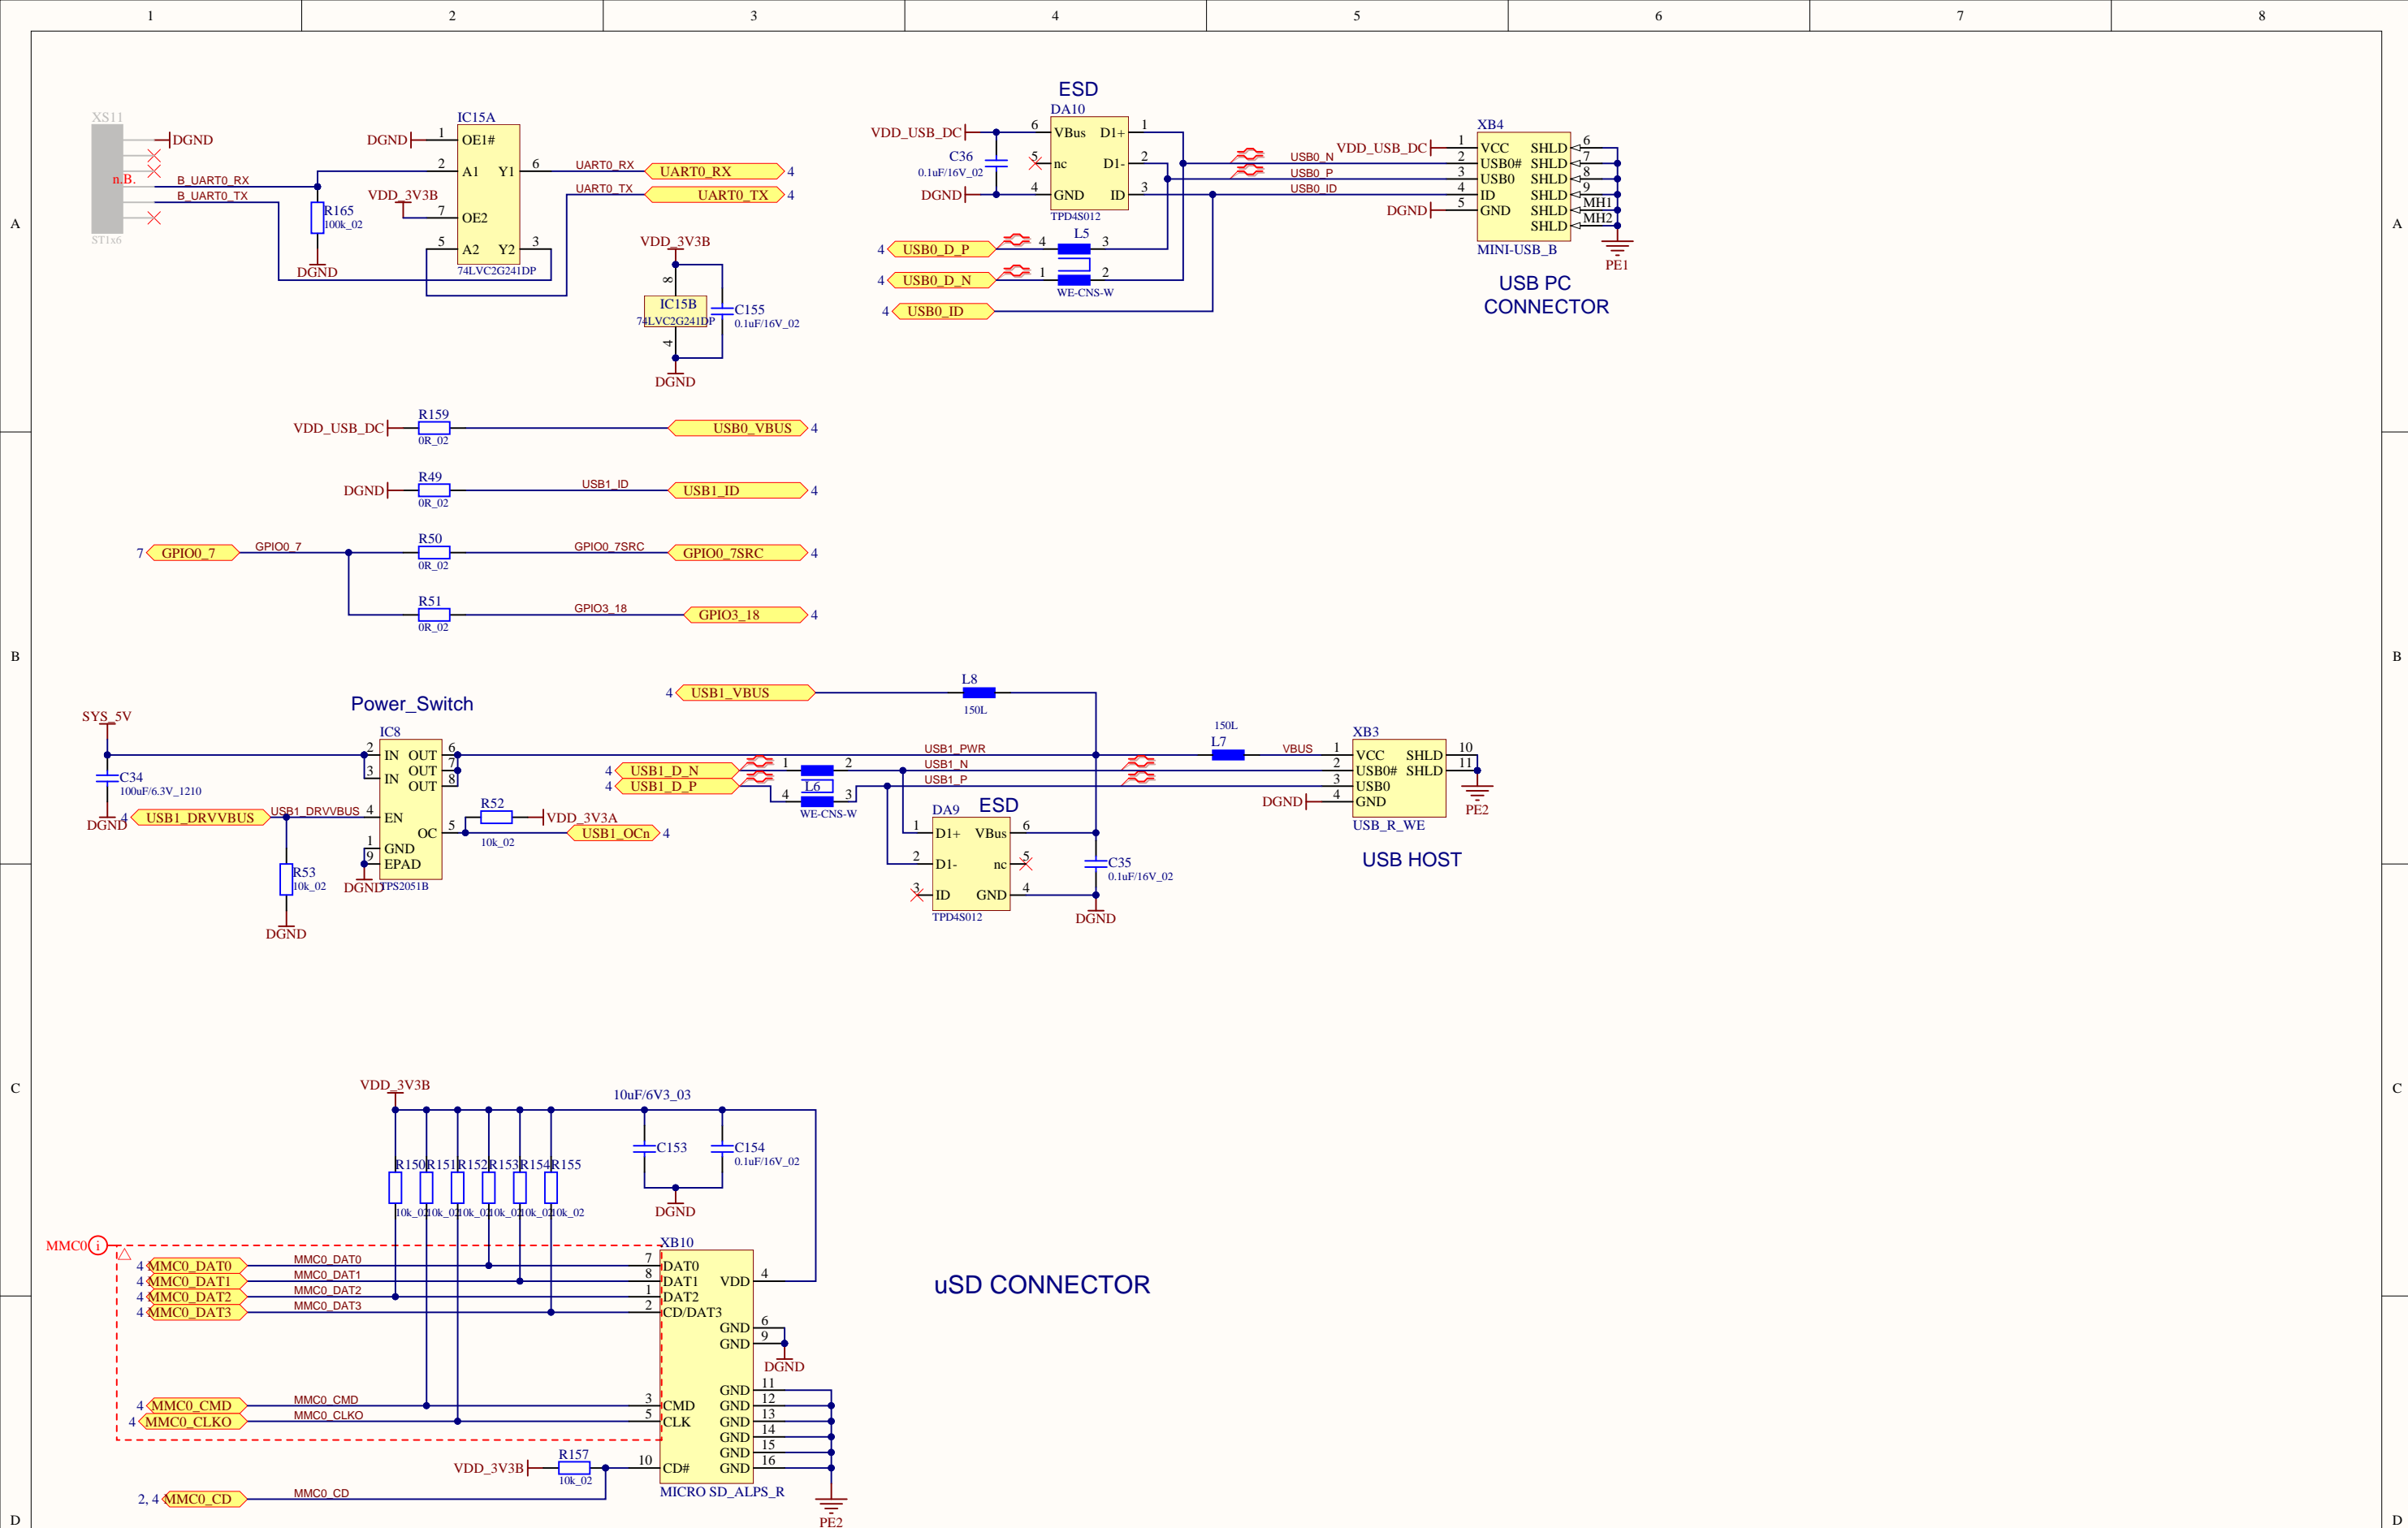 1 2 3 4 5 6 7 8
A A
B B
C C
D D
XS11
DGND
n.B.
B_UART0_RX
B_UART0_TX
ST1x6
R165
100k_02
DGND
IC15A
DGND 1 OE1#
2 A1 Y1 6
VDD_3V3B
7 OE2
5 A2 Y2 3
74LVC2G241DP
UART0_RX UART0_RX 4
UART0_TX UART0_TX 4
VDD_3V3B
8
IC15B
74LVC2G241DP
4
C155
0.1uF/16V_02
DGND
ESD
DA10
VDD_USB_DC 6 VBus D1+ 1
C36
0.1uF/16V_02
5 nc D1- 2
DGND 4 GND ID 3
TPD4S012
L5
4 USB0_D_P 4 3
4 USB0_D_N 1 2
WE-CNS-W
4 USB0_ID
USB0_N
USB0_P
USB0_ID
XB4
VDD_USB_DC 1 VCC SHLD 6
2 USB0# SHLD 7
3 USB0 SHLD 8
4 ID SHLD 9
DGND 5 GND SHLD MH1
SHLD MH2
MINI-USB_B
PE1
USB PC
CONNECTOR
VDD_USB_DC R159 0R_02 USB0_VBUS 4
DGND R49 0R_02 USB1_ID USB1_ID 4
7 GPIO0_7 GPIO0_7 R50 0R_02 GPIO0_7SRC GPIO0_7SRC 4
R51 0R_02 GPIO3_18 GPIO3_18 4
Power_Switch
SYS_5V
C34
100uF/6.3V_1210
DGND
IC8
2 IN OUT 6
3 IN OUT 7
OUT 8
4 USB1_DRVVBUS USB1_DRVVBUS 4 EN
OC 5
1 GND
9 EPAD
DGND TPS2051B
R53
10k_02
DGND
R52
10k_02
VDD_3V3A
USB1_OCn 4
4 USB1_VBUS
L8
150L
4 USB1_D_N 1 2
4 USB1_D_P 4 3
L6
WE-CNS-W
USB1_PWR
USB1_N
USB1_P
DA9
ESD
1 D1+ VBus 6
2 D1- nc 5
3 ID GND 4
TPD4S012
C35
0.1uF/16V_02
DGND
150L
L7
VBUS
XB3
1 VCC SHLD 10
2 USB0# SHLD 11
3 USB0
DGND 4 GND
USB_R_WE
PE2
USB HOST
VDD_3V3B
10uF/6V3_03
C153
C154
0.1uF/16V_02
DGND
R150 R151 R152 R153 R154 R155
10k_02 10k_02 10k_02 10k_02 10k_02 10k_02
MMC0 i
XB10
4 MMC0_DAT0 MMC0_DAT0 7 DAT0
4 MMC0_DAT1 MMC0_DAT1 8 DAT1 VDD 4
4 MMC0_DAT2 MMC0_DAT2 1 DAT2
4 MMC0_DAT3 MMC0_DAT3 2 CD/DAT3
GND 6
GND 9
DGND
GND 11
4 MMC0_CMD MMC0_CMD 3 CMD GND 12
4 MMC0_CLKO MMC0_CLKO 5 CLK GND 13
GND 14
GND 15
VDD_3V3B R157 10k_02 10 CD# GND 16
2, 4 MMC0_CD MMC0_CD
MICRO SD_ALPS_R
PE2
uSD CONNECTOR